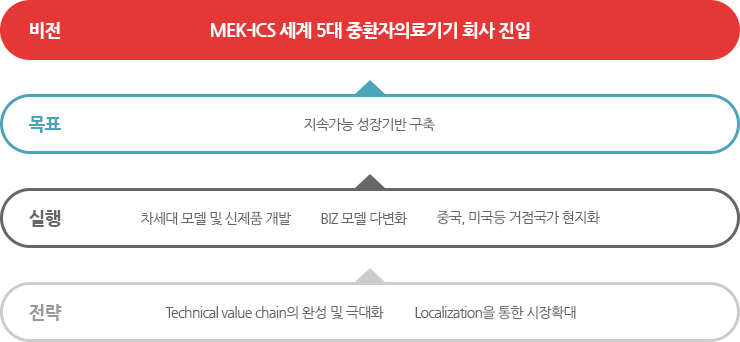 비전 MEK-ICS 세계 5대 중환자의료기기 회사 진입
목표 지속가능 성장기반 구축
실행 차세대 모델 및 신제품 개발 BIZ 모델 다변화 중국, 미국등 거점국가 현지화
전략 Technical value chain의 완성 및 극대화 Localization을 통한 시장확대